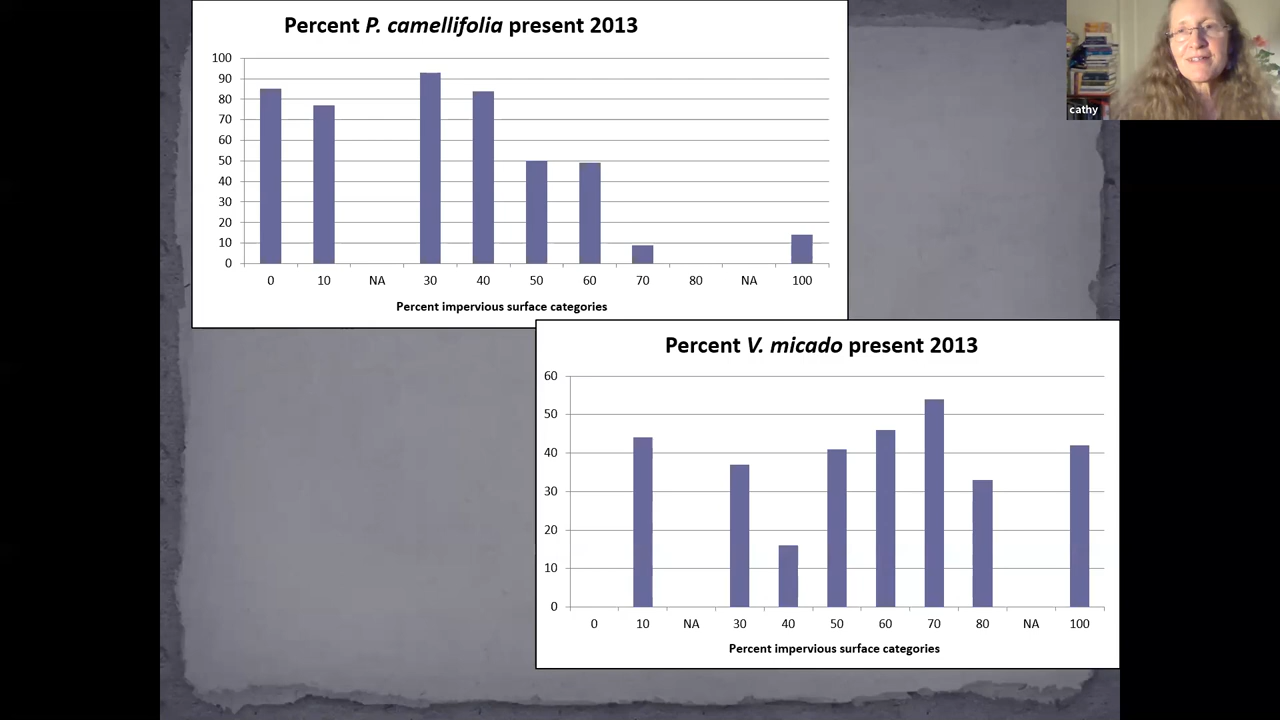 Percent P. camellifolia present 2013
100
90
80
70
60
50
40
30
20
10
0
0 10 NA 30 40 50 60 70 80 NA 100
Percent impervious surface categories
cathy
Percent V. micado present 2013
60
50
40
30
20
10
0
0 10 NA 30 40 50 60 70 80 NA 100
Percent impervious surface categories